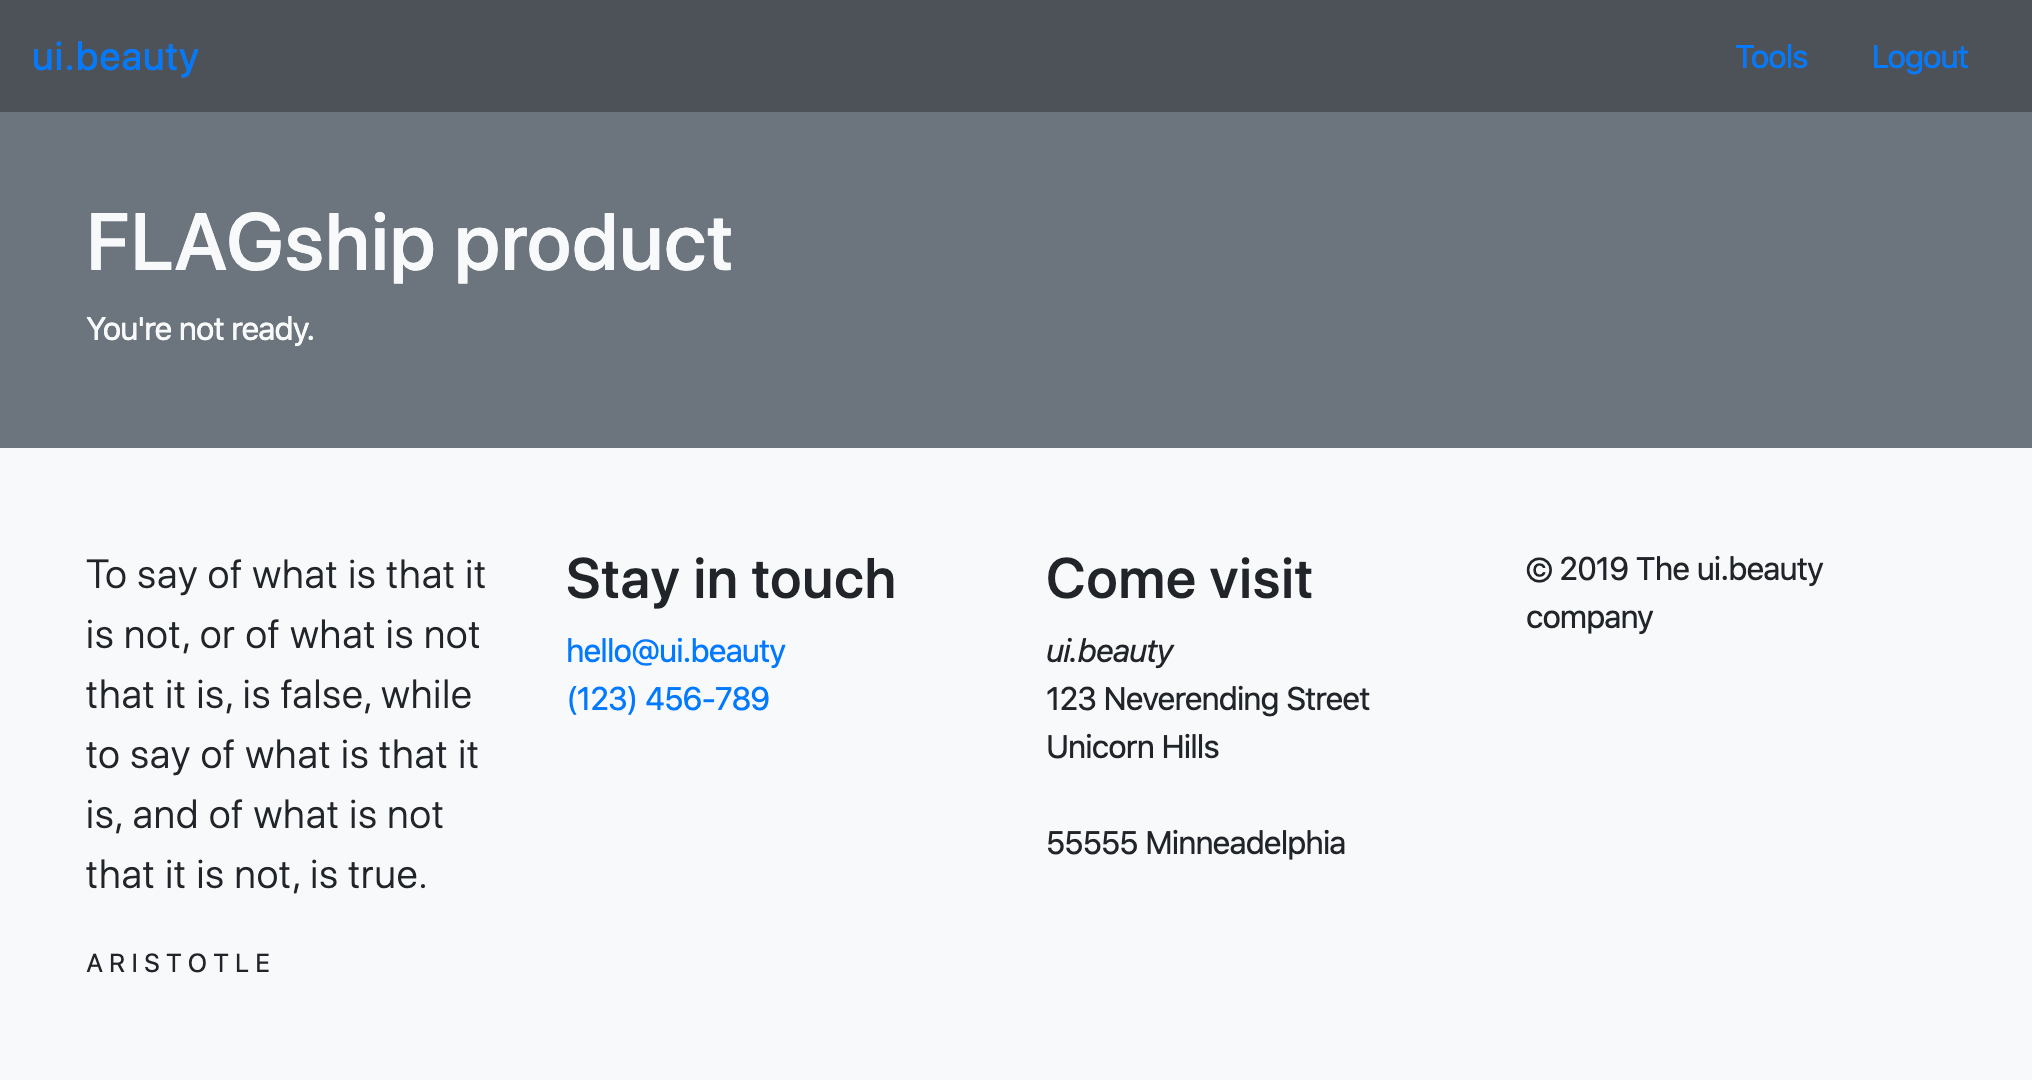 ui.beauty
Tools
Logout
FLAGship product
You're not ready.
To say of what is that it
is not, or of what is not
that it is, is false, while
to say of what is that it
is, and of what is not
that it is not, is true.
ARISTOTLE
Stay in touch
hello@ui.beauty
(123) 456-789
Come visit
ui.beauty
123 Neverending Street
Unicorn Hills
55555 Minneadelphia
© 2019 The ui.beauty
company